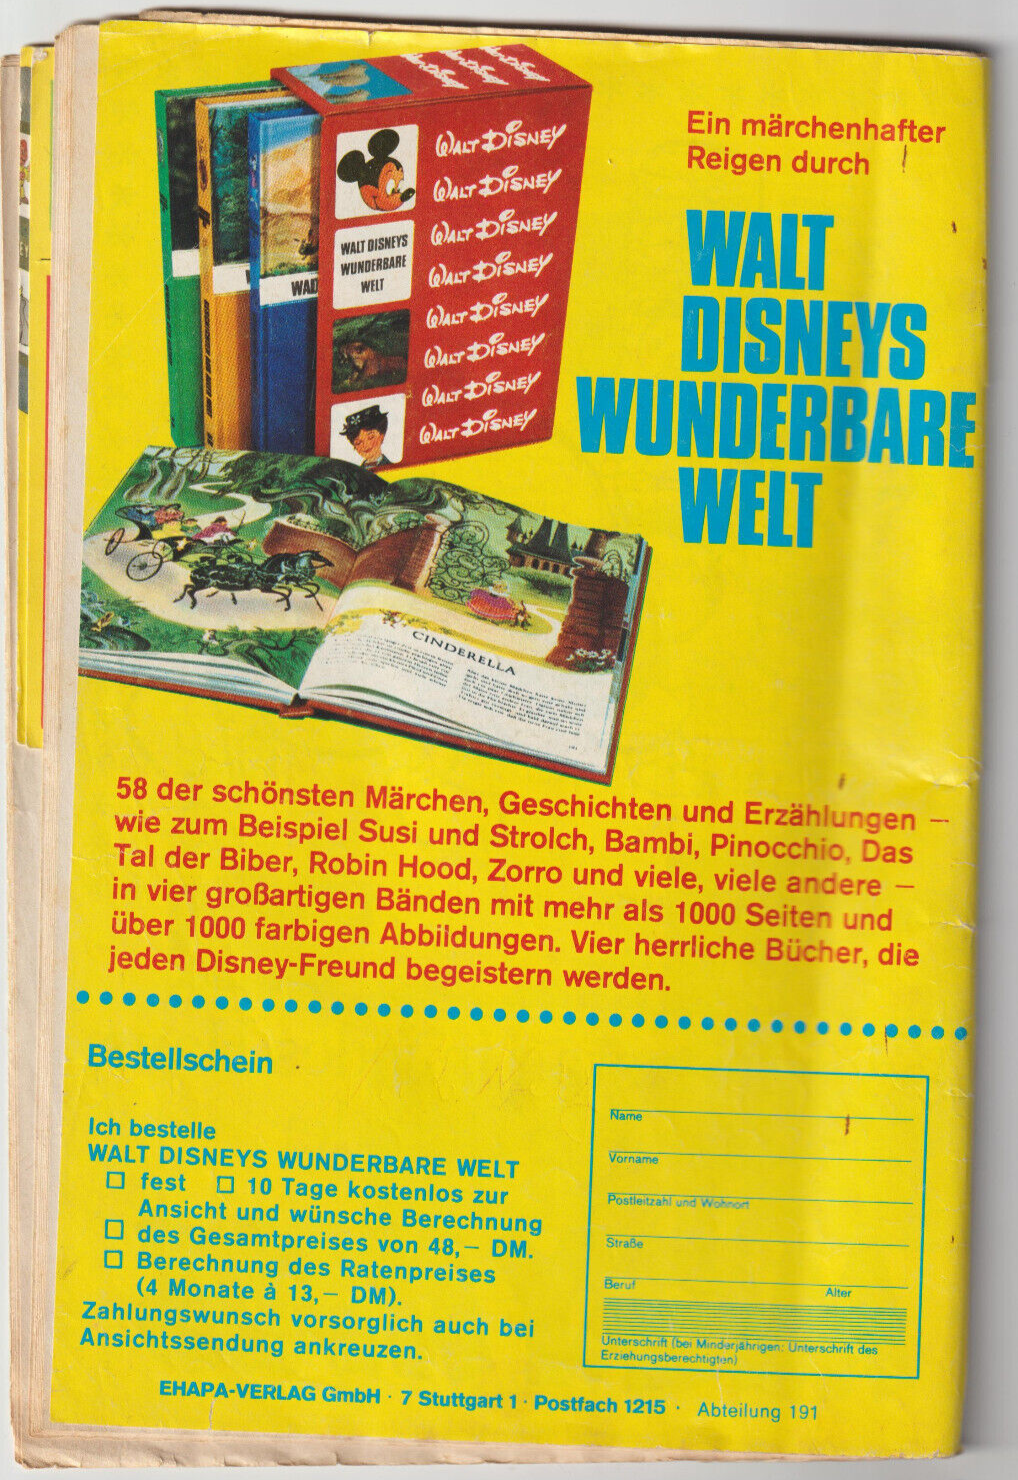 Ein märchenhafter
Reigen durch
WALT
DISNEYS
WUNDERBARE
WELT
WALT DISNEY
WALT DISNEY
WALT DISNEY
WALT DISNEY
WALT DISNEY
WALT DISNEY
WALT DISNEY
WALT DISNEY
WALT DISNEYS
WUNDERBARE
WELT
CINDERELLA
58 der schönsten Märchen, Geschichten und Erzählungen —
wie zum Beispiel Susi und Strolch, Bambi, Pinocchio, Das
Tal der Biber, Robin Hood, Zorro und viele, viele andere —
in vier großartigen Bänden mit mehr als 1000 Seiten und
über 1000 farbigen Abbildungen. Vier herrliche Bücher, die
jeden Disney-Freund begeistern werden.
Bestellschein
Ich bestelle
WALT DISNEYS WUNDERBARE WELT
☐ fest ☐ 10 Tage kostenlos zur
Ansicht und wünsche Berechnung
☐ des Gesamtpreises von 48,— DM.
☐ Berechnung des Ratenpreises
(4 Monate à 13,— DM).
Zahlungswunsch vorsorglich auch bei
Ansichtssendung ankreuzen.
Name
Vorname
Postleitzahl und Wohnort
Straße
Beruf Alter
Unterschrift (bei Minderjährigen: Unterschrift des
Erziehungsberechtigten)
EHAPA-VERLAG GmbH · 7 Stuttgart 1 · Postfach 1215 · Abteilung 191